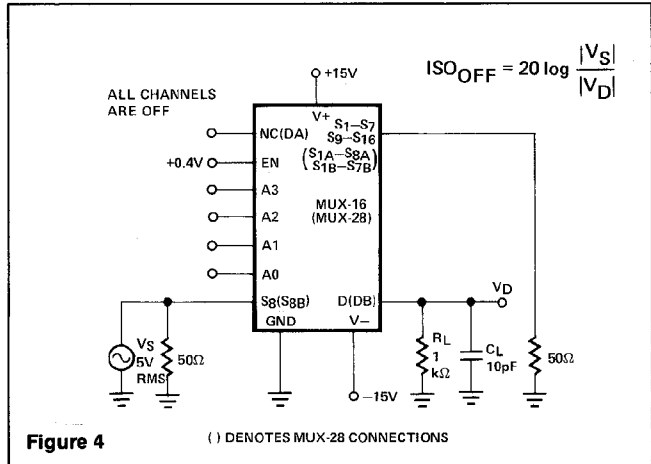 ISO_OFF = 20 log |V_S| / |V_D|
+15V
ALL CHANNELS
ARE OFF
V+
S1–S7
S9–S16
(S1A–S8A)
(S1B–S7B)
NC(DA)
+0.4V
EN
A3
A2
A1
A0
MUX-16
(MUX-28)
S8(S8B)
D(DB)
V_D
GND
V–
V_S
5V
RMS
50Ω
R_L
1
kΩ
C_L
10pF
50Ω
–15V
Figure 4
( ) DENOTES MUX-28 CONNECTIONS